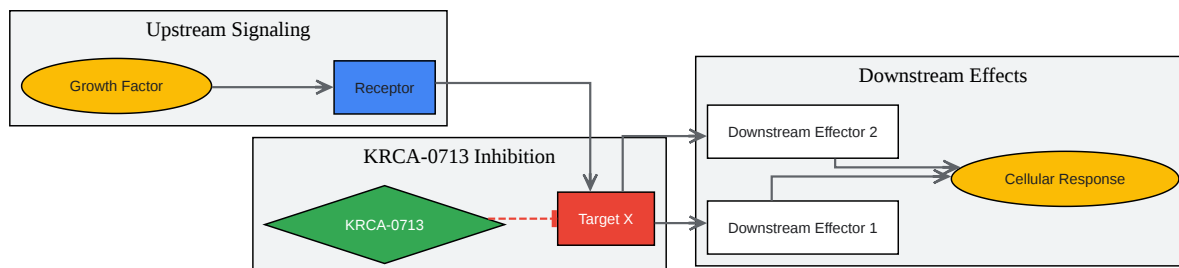 Upstream Signaling
Growth Factor
Receptor
KRCA-0713 Inhibition
KRCA-0713
Target X
Downstream Effects
Downstream Effector 2
Cellular Response
Downstream Effector 1